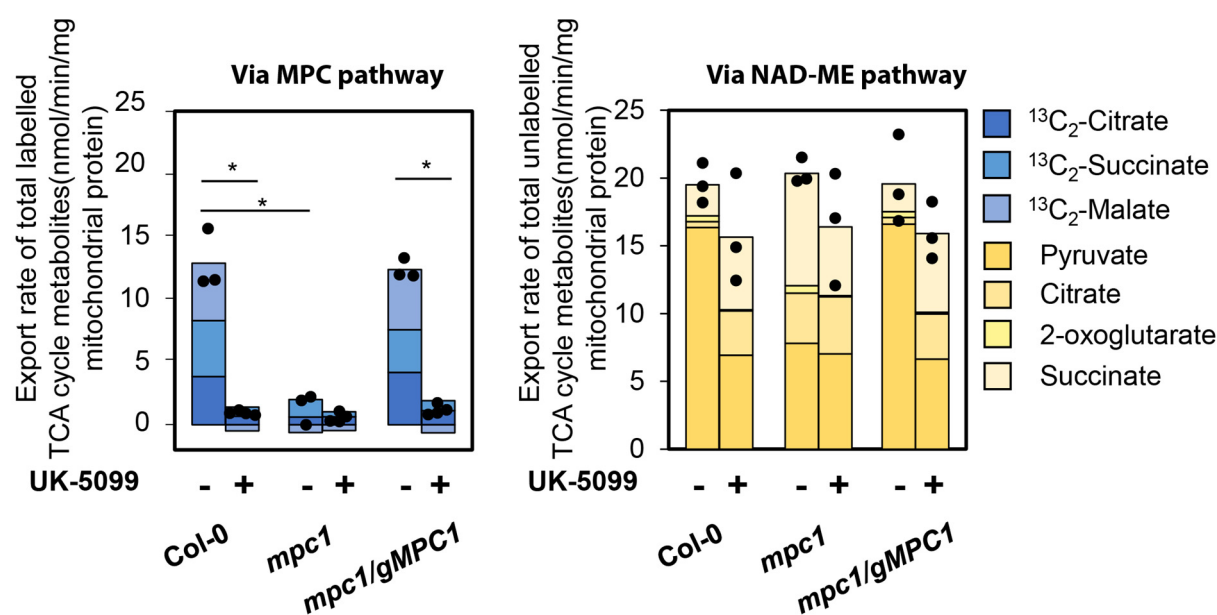 Export rate of total labelled
TCA cycle metabolites(nmol/min/mg
mitochondrial protein)
Via MPC pathway
25
20
15
10
5
0
*
*
*
UK-5099
- + - + - +
Col-0
mpc1
mpc1/gMPC1
Export rate of total unlabelled
TCA cycle metabolites(nmol/min/mg
mitochondrial protein)
Via NAD-ME pathway
25
20
15
10
5
0
UK-5099
- + - + - +
Col-0
mpc1
mpc1/gMPC1
¹³C₂-Citrate
¹³C₂-Succinate
¹³C₂-Malate
Pyruvate
Citrate
2-oxoglutarate
Succinate